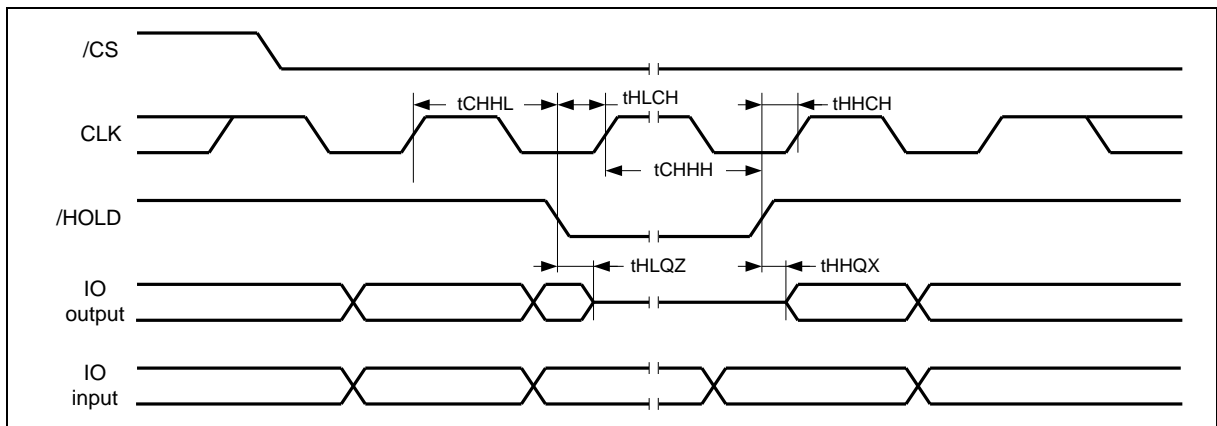 /CS
tCHHL
tHLCH
tHHCH
CLK
tCHHH
/HOLD
tHLQZ
tHHQX
IO
output
IO
input